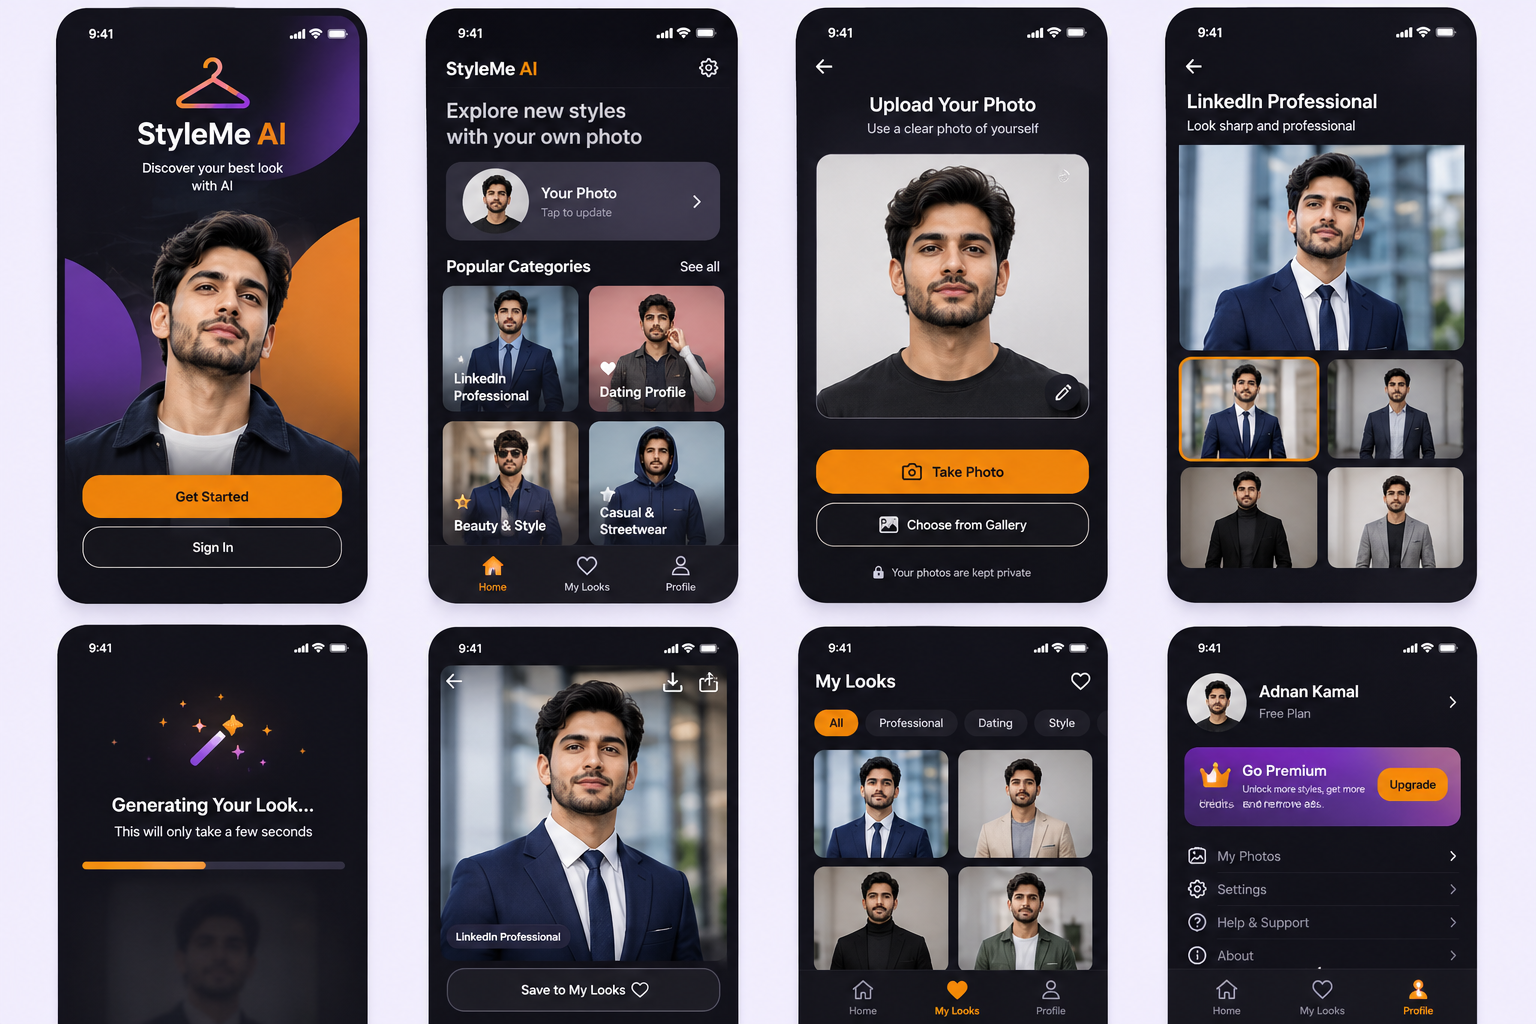 9:41
StyleMe AI
Discover your best look
with AI
Get Started
Sign In
9:41
StyleMe AI
Explore new styles
with your own photo
Your Photo
Tap to update
Popular Categories
See all
LinkedIn
Professional
Dating Profile
Beauty & Style
Casual &
Streetwear
Home
My Looks
Profile
9:41
Upload Your Photo
Use a clear photo of yourself
Take Photo
Choose from Gallery
Your photos are kept private
9:41
LinkedIn Professional
Look sharp and professional
9:41
Generating Your Look...
This will only take a few seconds
9:41
LinkedIn Professional
Save to My Looks
9:41
My Looks
All
Professional
Dating
Style
Home
My Looks
Profile
9:41
Adnan Kamal
Free Plan
Go Premium
Unlock more styles, get more
credits and remove ads.
Upgrade
My Photos
Settings
Help & Support
About
Home
My Looks
Profile